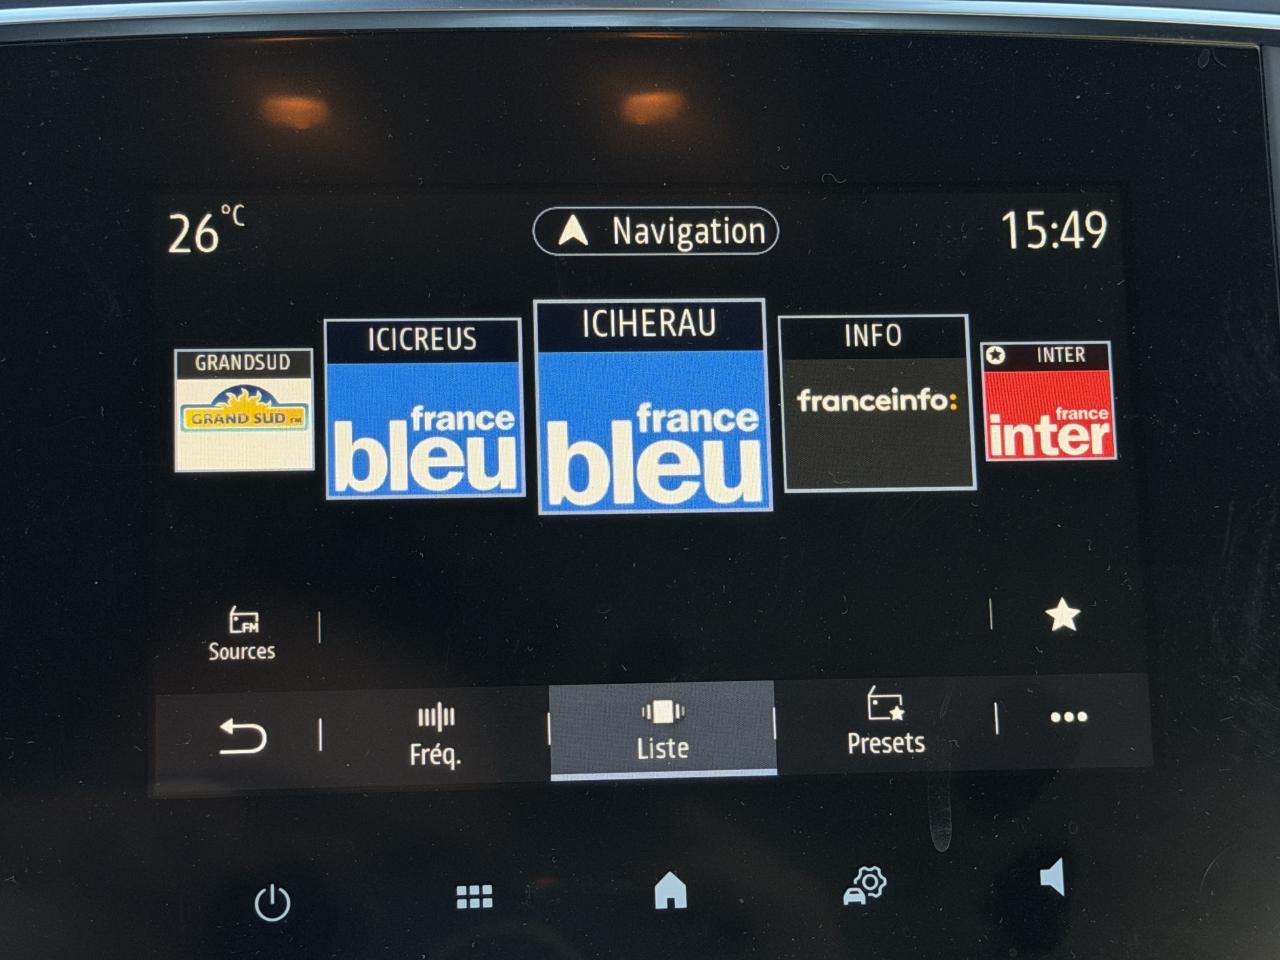 26°C
Navigation
15:49
GRANDSUD
GRAND SUD FM
ICICREUS
france
bleu
ICIHERAU
france
bleu
INFO
franceinfo:
INTER
france
inter
FM
Sources
Fréq.
Liste
Presets